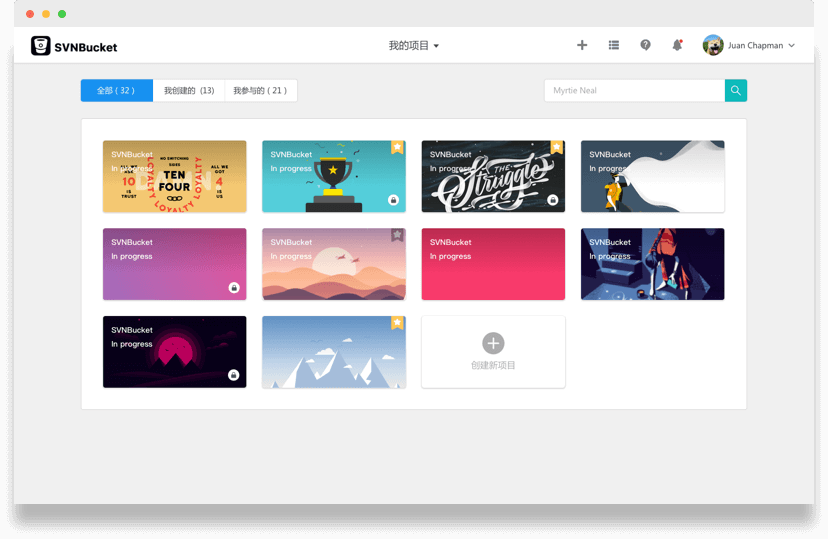 SVNBucket
我的项目
Juan Chapman
全部 ( 32 )
我创建的 (13)
我参与的 ( 21 )
Myrtie Neal
SVNBucket
In progress
NO SWITCHING
SIDES
ALL WE
GOT
10
IS
TRUST
TEN
FOUR
4
IS
US
LOYALTY
LOYALTY
LOYALTY
SVNBucket
In progress
SVNBucket
In progress
THE
Struggle
SVNBucket
In progress
SVNBucket
In progress
SVNBucket
In progress
SVNBucket
In progress
SVNBucket
In progress
SVNBucket
In progress
创建新项目